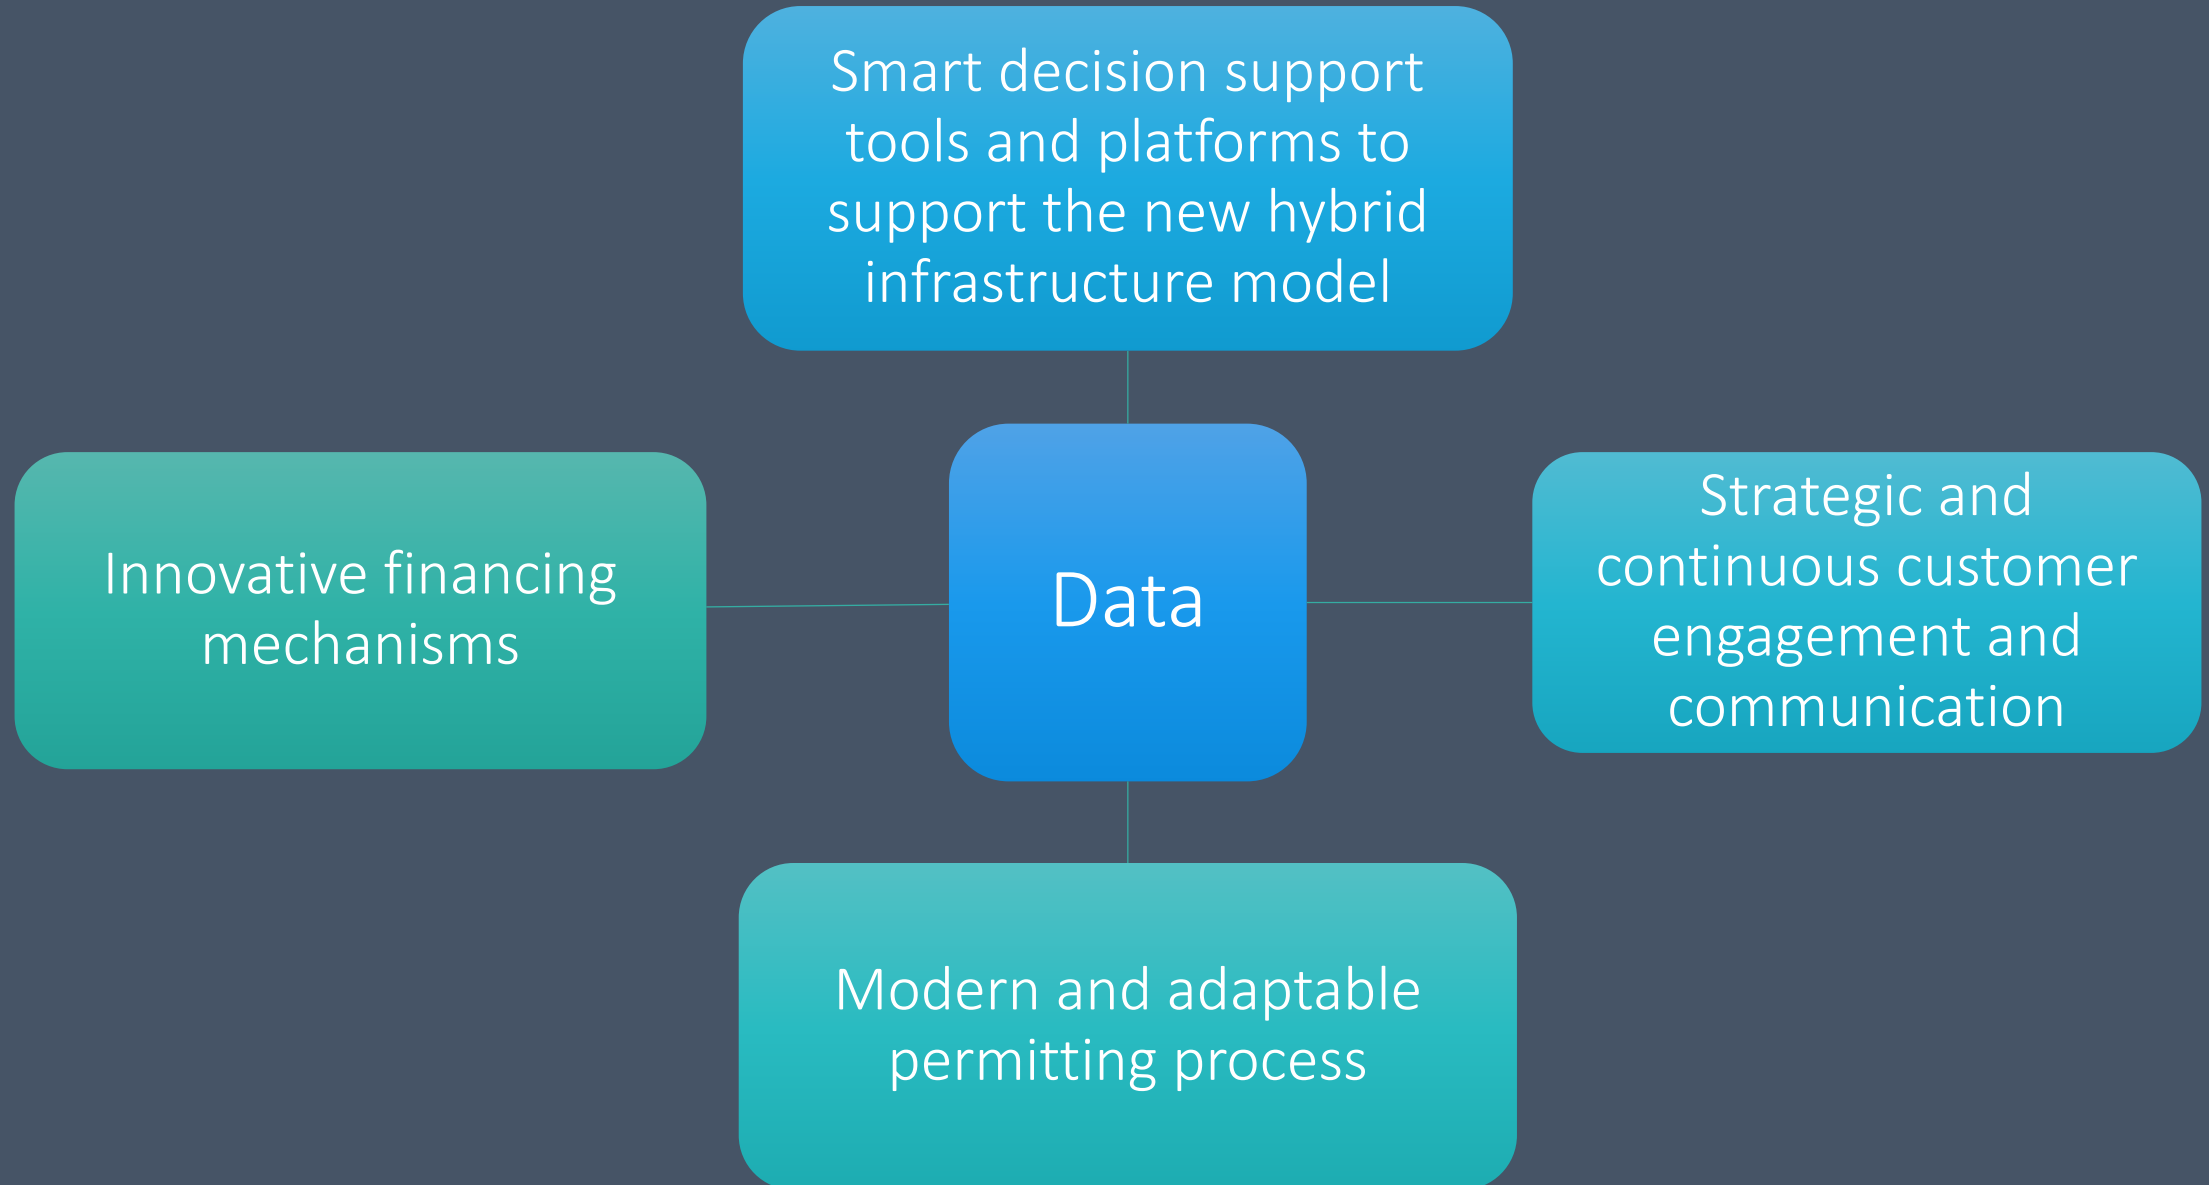 Smart decision support
tools and platforms to
support the new hybrid
infrastructure model
Innovative financing
mechanisms
Data
Strategic and
continuous customer
engagement and
communication
Modern and adaptable
permitting process